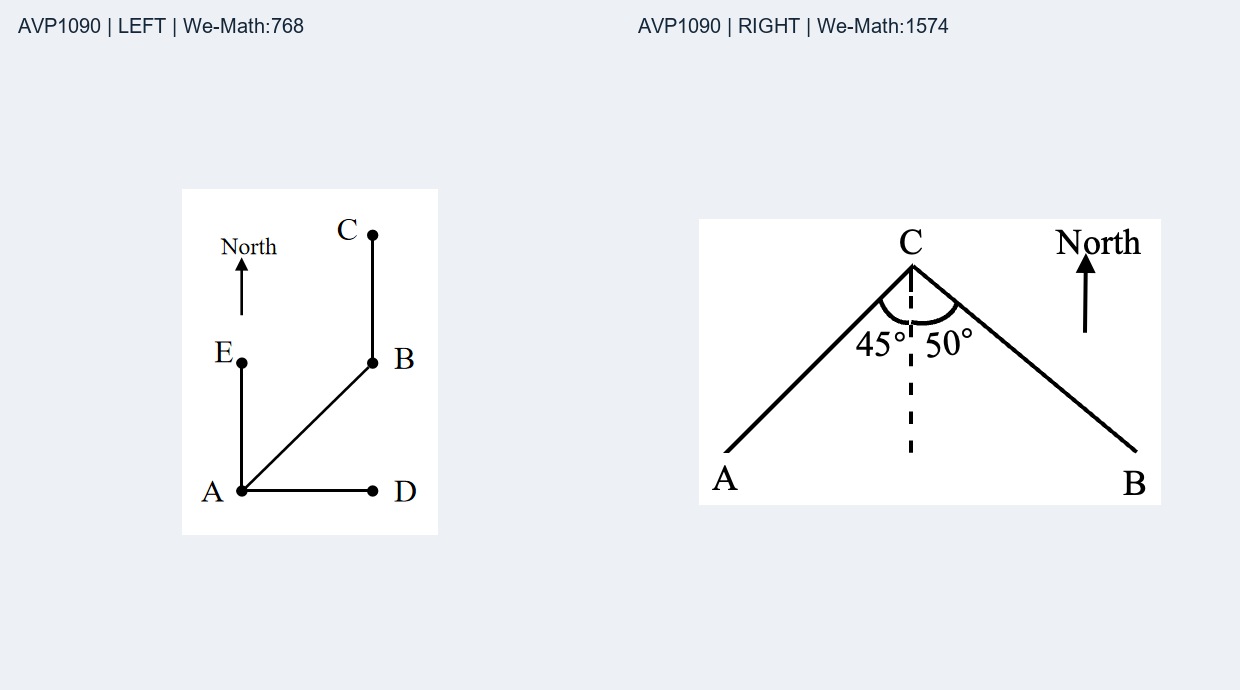 AVP1090 | LEFT | We-Math:768
C
North
E
B
A
D
AVP1090 | RIGHT | We-Math:1574
C
North
45° 50°
A
B